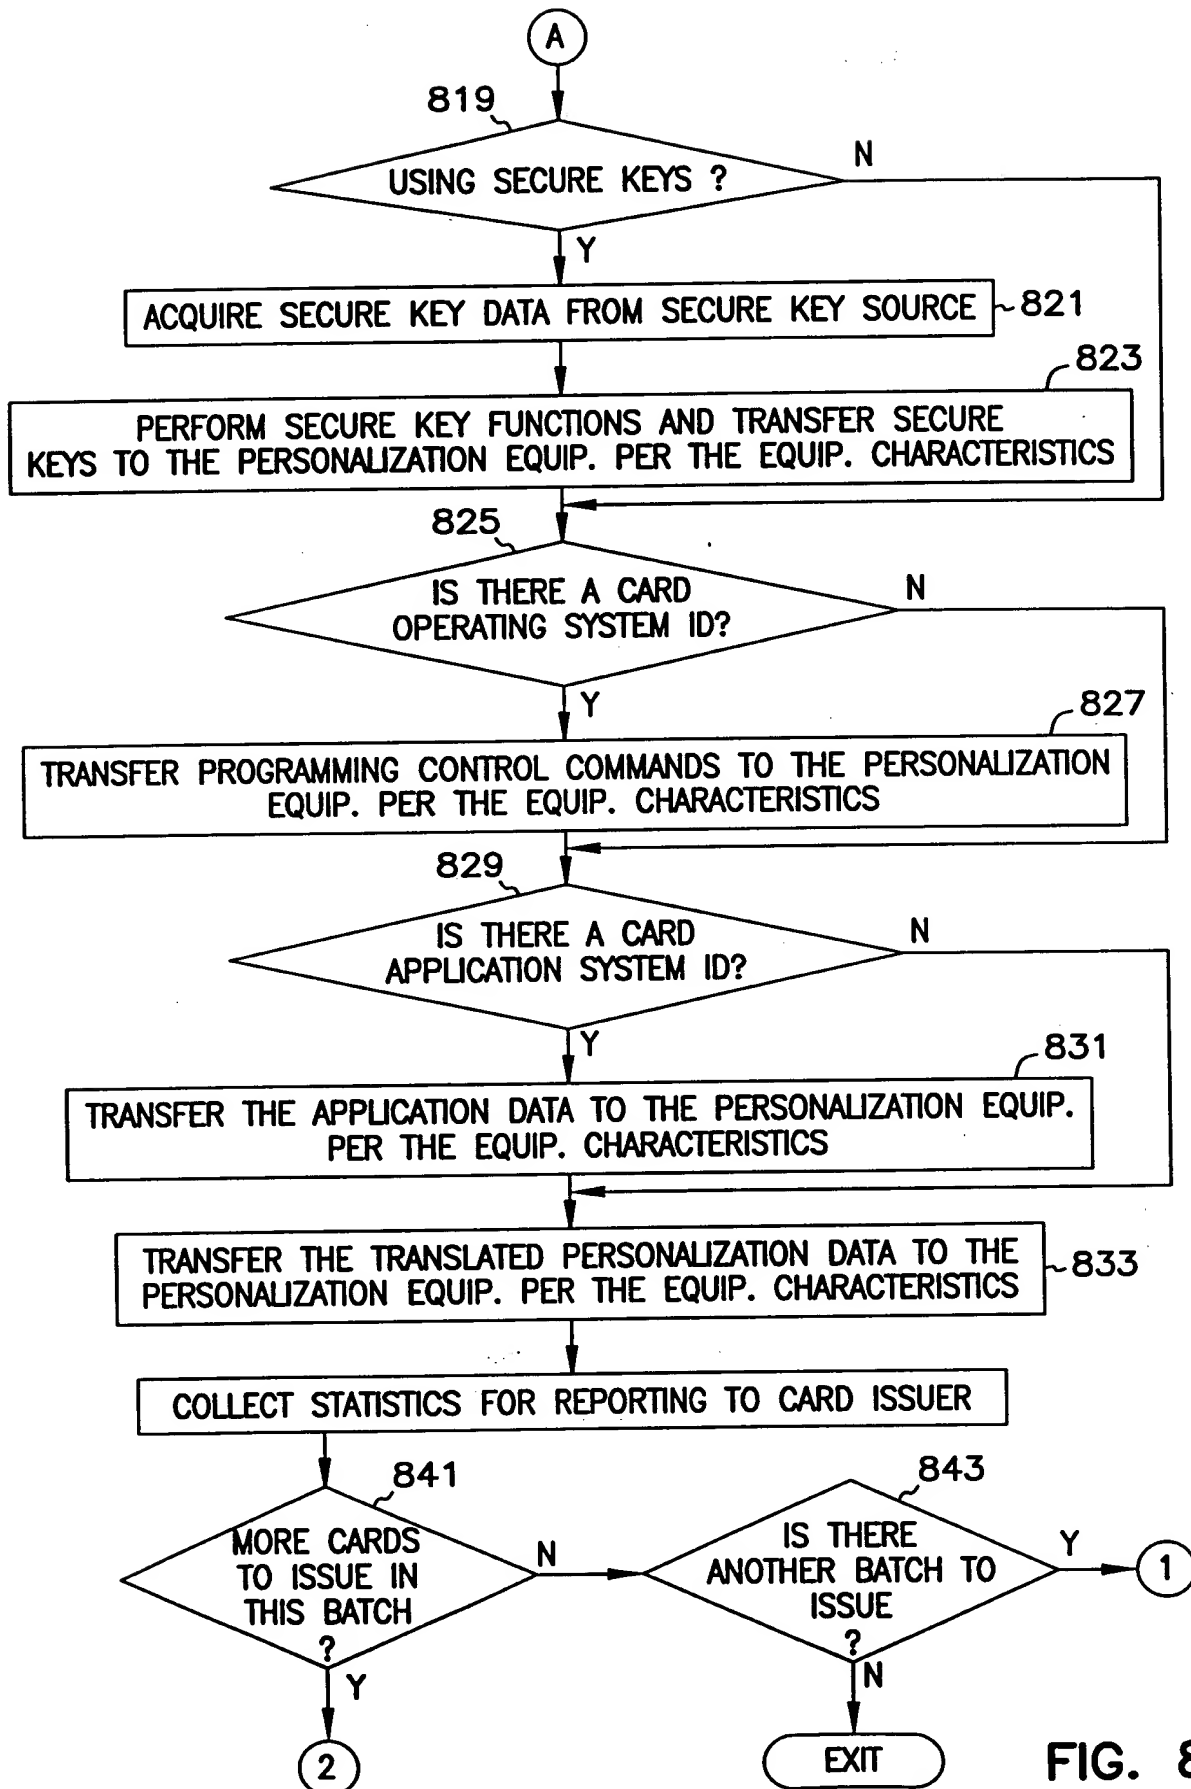 A
819
USING SECURE KEYS ?
N
Y
ACQUIRE SECURE KEY DATA FROM SECURE KEY SOURCE
821
823
PERFORM SECURE KEY FUNCTIONS AND TRANSFER SECURE
KEYS TO THE PERSONALIZATION EQUIP. PER THE EQUIP. CHARACTERISTICS
825
IS THERE A CARD
OPERATING SYSTEM ID?
N
Y
827
TRANSFER PROGRAMMING CONTROL COMMANDS TO THE PERSONALIZATION
EQUIP. PER THE EQUIP. CHARACTERISTICS
829
IS THERE A CARD
APPLICATION SYSTEM ID?
N
Y
831
TRANSFER THE APPLICATION DATA TO THE PERSONALIZATION EQUIP.
PER THE EQUIP. CHARACTERISTICS
TRANSFER THE TRANSLATED PERSONALIZATION DATA TO THE
PERSONALIZATION EQUIP. PER THE EQUIP. CHARACTERISTICS
833
COLLECT STATISTICS FOR REPORTING TO CARD ISSUER
841
MORE CARDS
TO ISSUE IN
THIS BATCH
?
N
Y
2
843
IS THERE
ANOTHER BATCH TO
ISSUE
?
Y
1
N
EXIT
FIG. 8